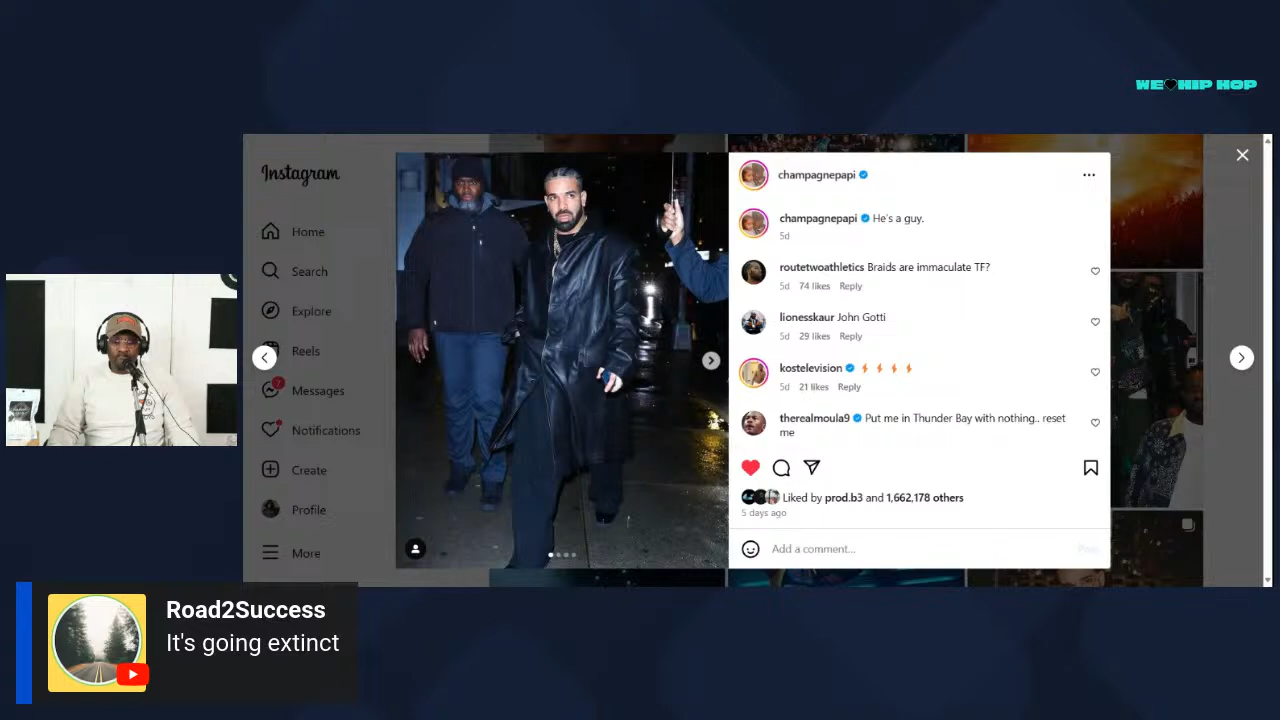 WE HIP HOP
Instagram
Home
Search
Explore
Reels
7
Messages
Notifications
Create
Profile
More
champagnepapi
champagnepapi He's a guy.
5d
routetwoathletics Braids are immaculate TF?
5d 74 likes Reply
lionesskaur John Gotti
5d 29 likes Reply
kostelevision
5d 21 likes Reply
therealmoula9 Put me in Thunder Bay with nothing.. reset
me
Liked by prod.b3 and 1,662,178 others
5 days ago
Add a comment...
Post
Road2Success
It's going extinct